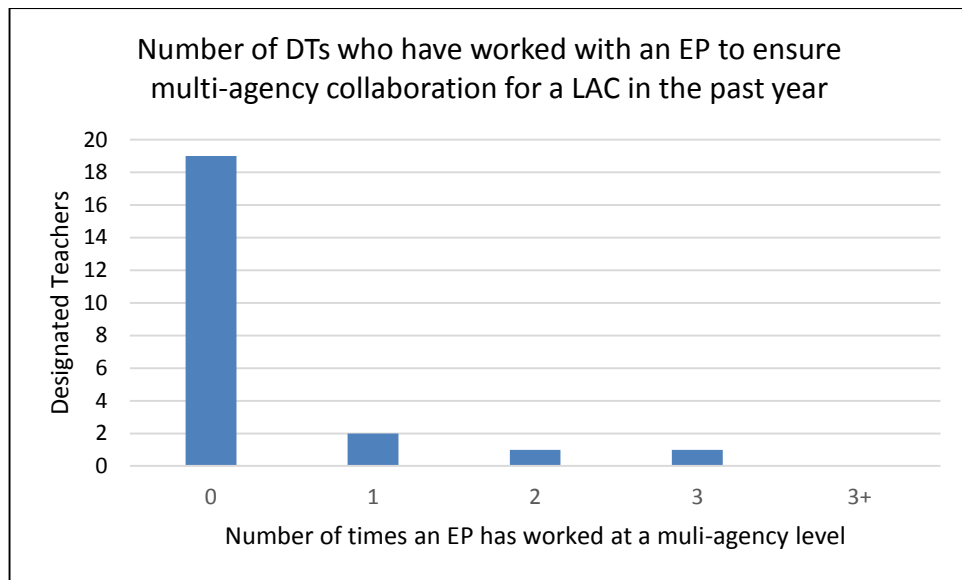 Number of DTs who have worked with an EP to ensure
multi-agency collaboration for a LAC in the past year
Designated Teachers
20
18
16
14
12
10
8
6
4
2
0
0 1 2 3 3+
Number of times an EP has worked at a muli-agency level